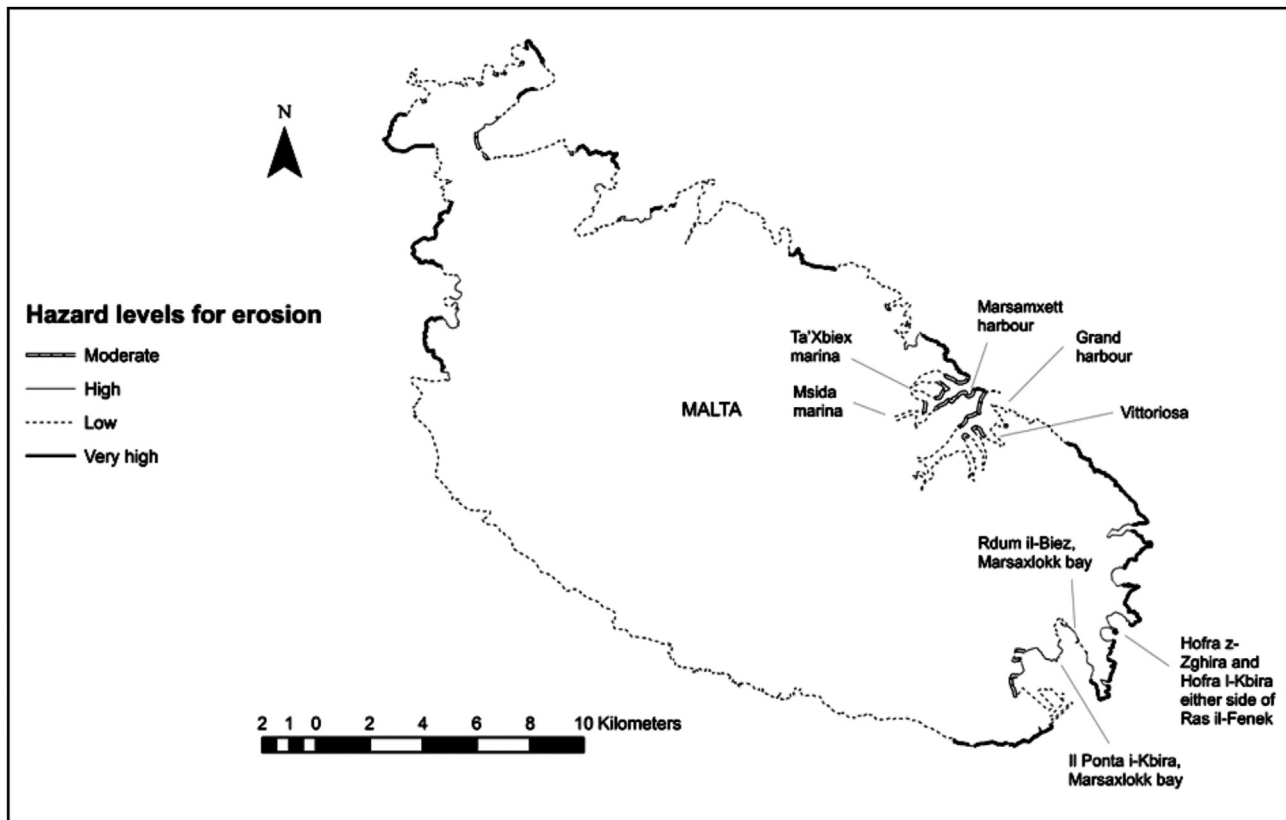 N
Hazard levels for erosion
Moderate
High
Low
Very high
MALTA
Ta'Xbiex
marina
Msida
marina
Marsamxett
harbour
Grand
harbour
Vittoriosa
Rdum il-Biez,
Marsaxlokk bay
Hofra z-
Zghira and
Hofra l-Kbira
either side of
Ras il-Fenek
Il Ponta i-Kbira,
Marsaxlokk bay
2 1 0 2 4 6 8 10 Kilometers